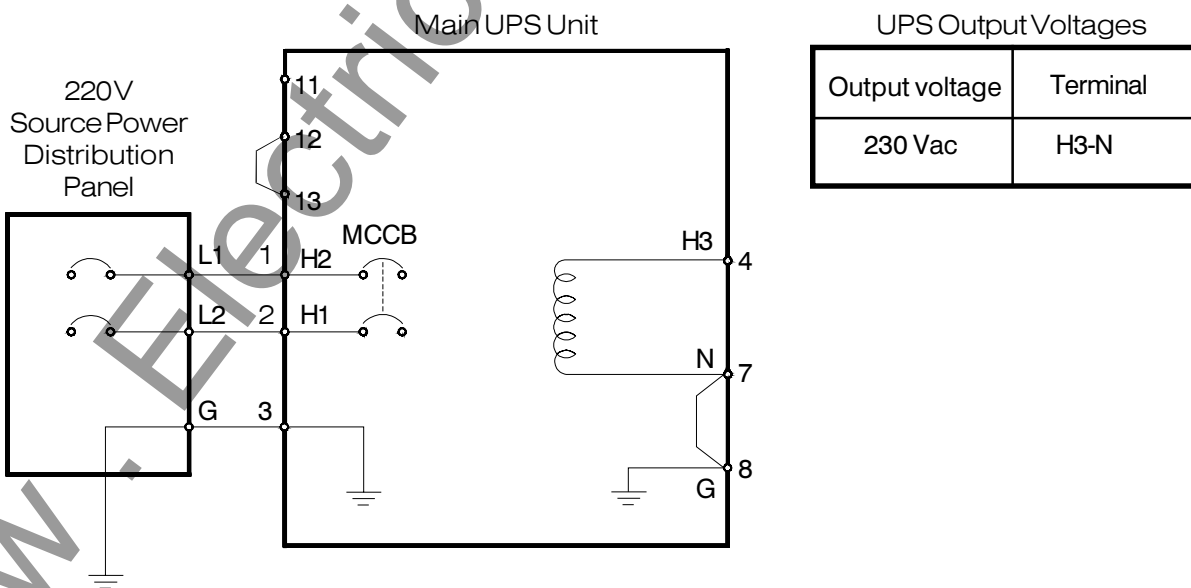 Main UPS Unit
UPS Output Voltages
220V
Source Power
Distribution
Panel
Output voltage Terminal
230 Vac H3-N
11
12
13
MCCB
L1 1 H2
L2 2 H1
G 3
H3 4
N 7
8
G
w . Electric